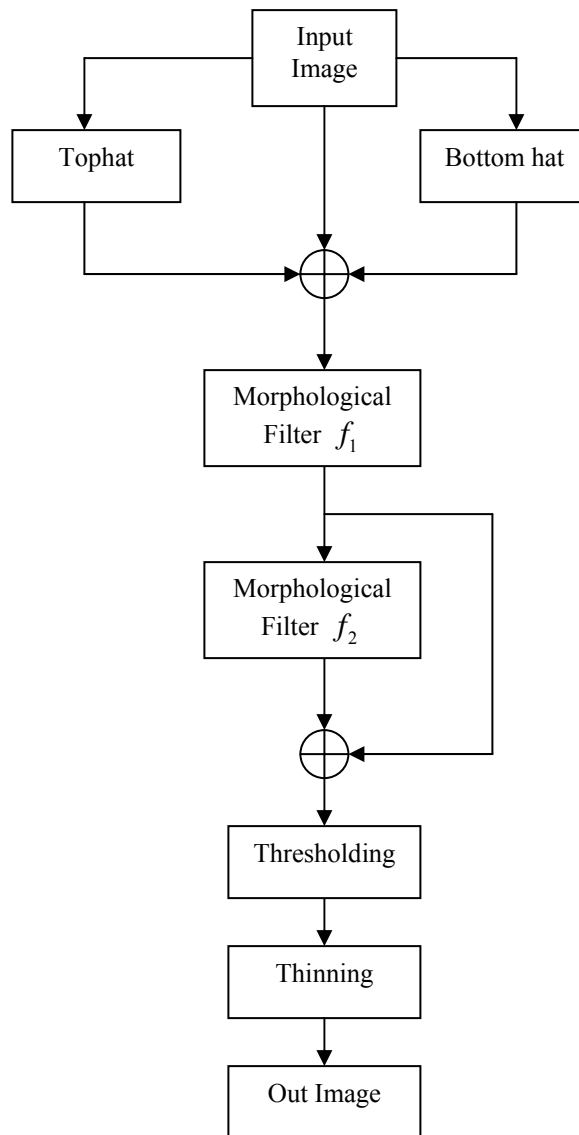 Input
Image
Tophat
Bottom hat
Morphological
Filter f₁
Morphological
Filter f₂
Thresholding
Thinning
Out Image